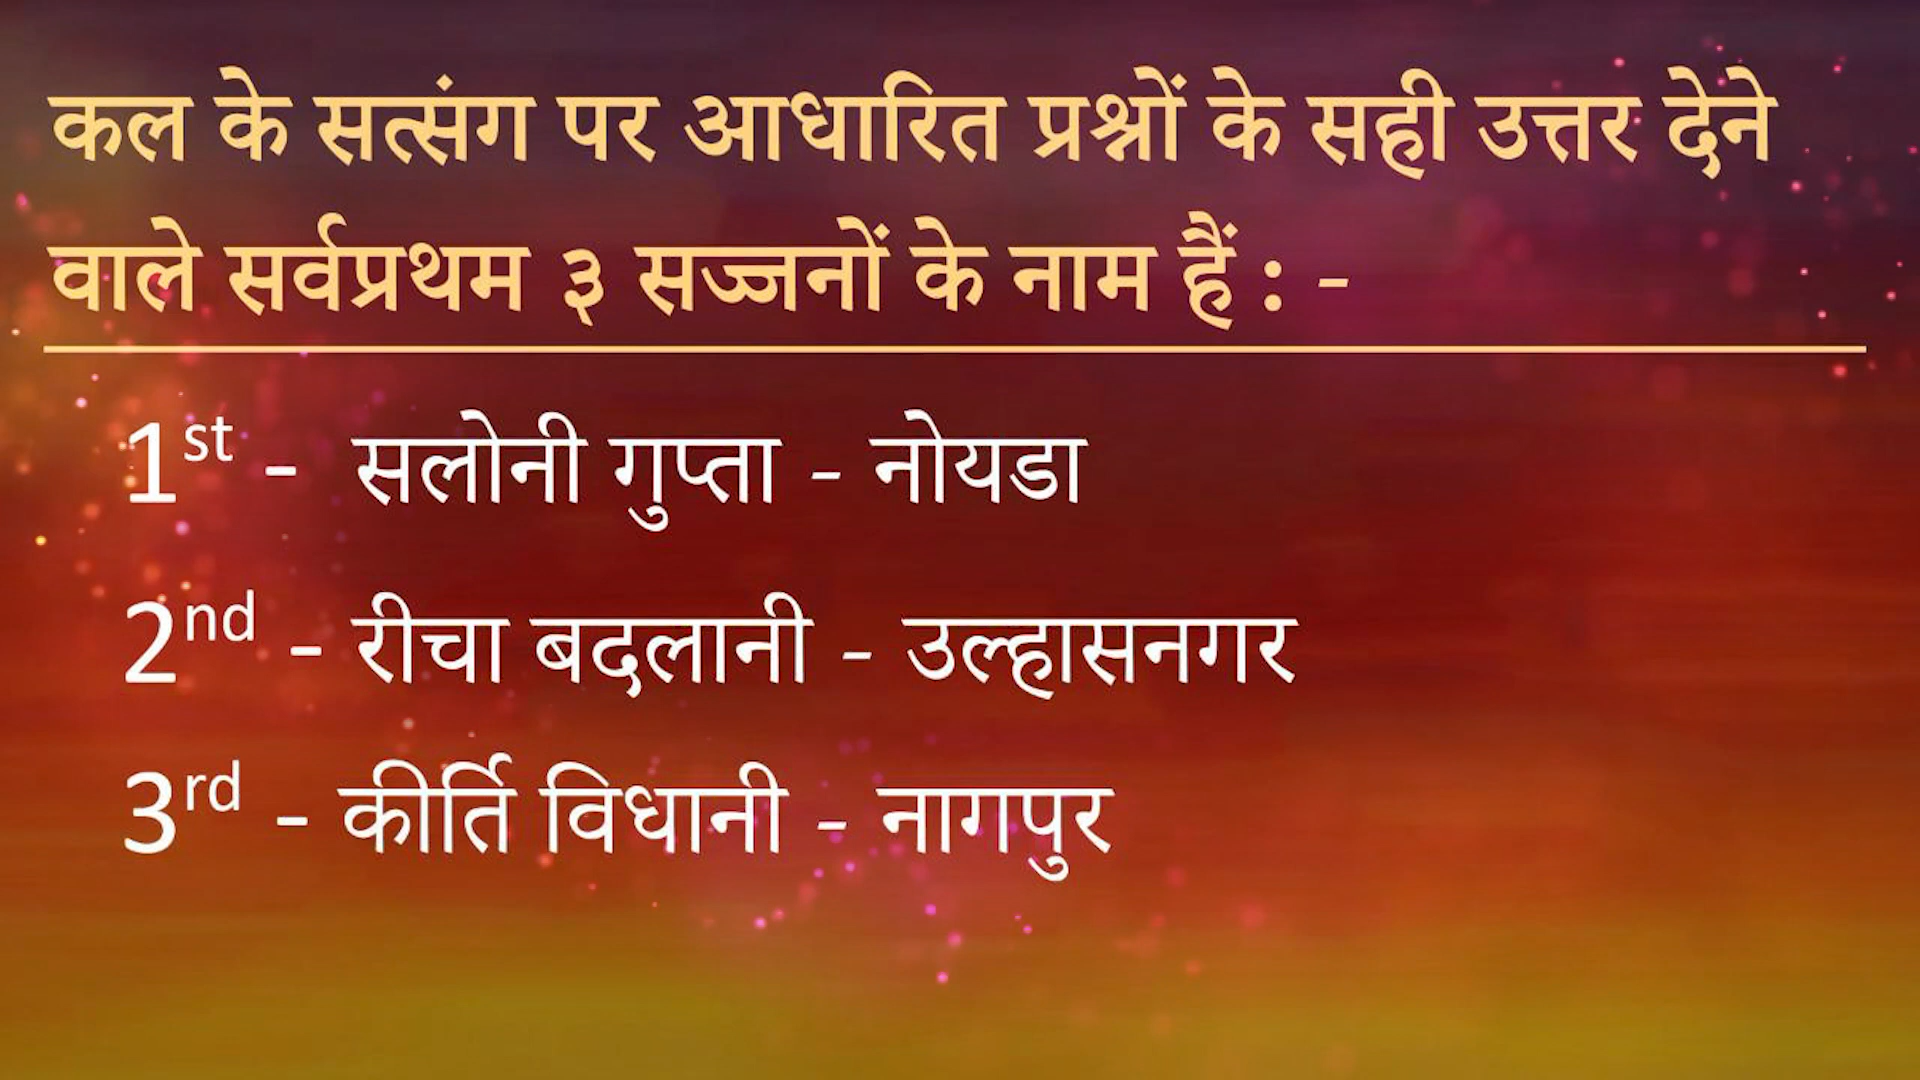 कल के सत्संग पर आधारित प्रश्नों के सही उत्तर देने
वाले सर्वप्रथम ३ सज्जनों के नाम हैं : -
1st - सलोनी गुप्ता - नोयडा
2nd - रीचा बदलानी - उल्हासनगर
3rd - कीर्ति विधानी - नागपुर